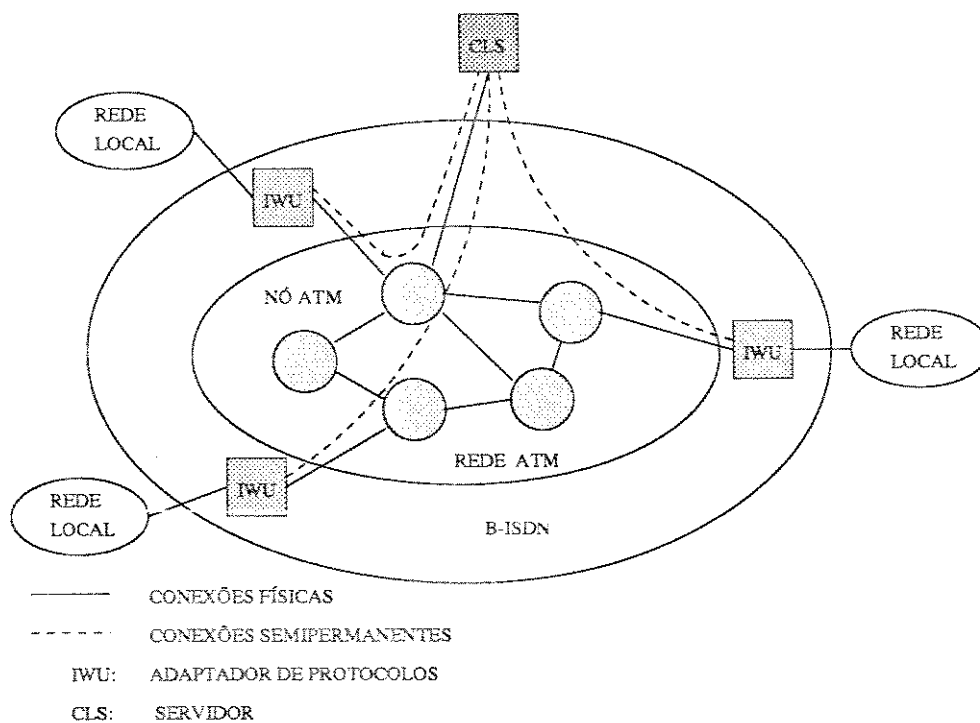 CLS
REDE
LOCAL
IWU
NÓ ATM
IWU
REDE
LOCAL
REDE ATM
IWU
REDE
LOCAL
B-ISDN
CONEXÕES FÍSICAS
CONEXÕES SEMIPERMANENTES
IWU: ADAPTADOR DE PROTOCOLOS
CLS: SERVIDOR